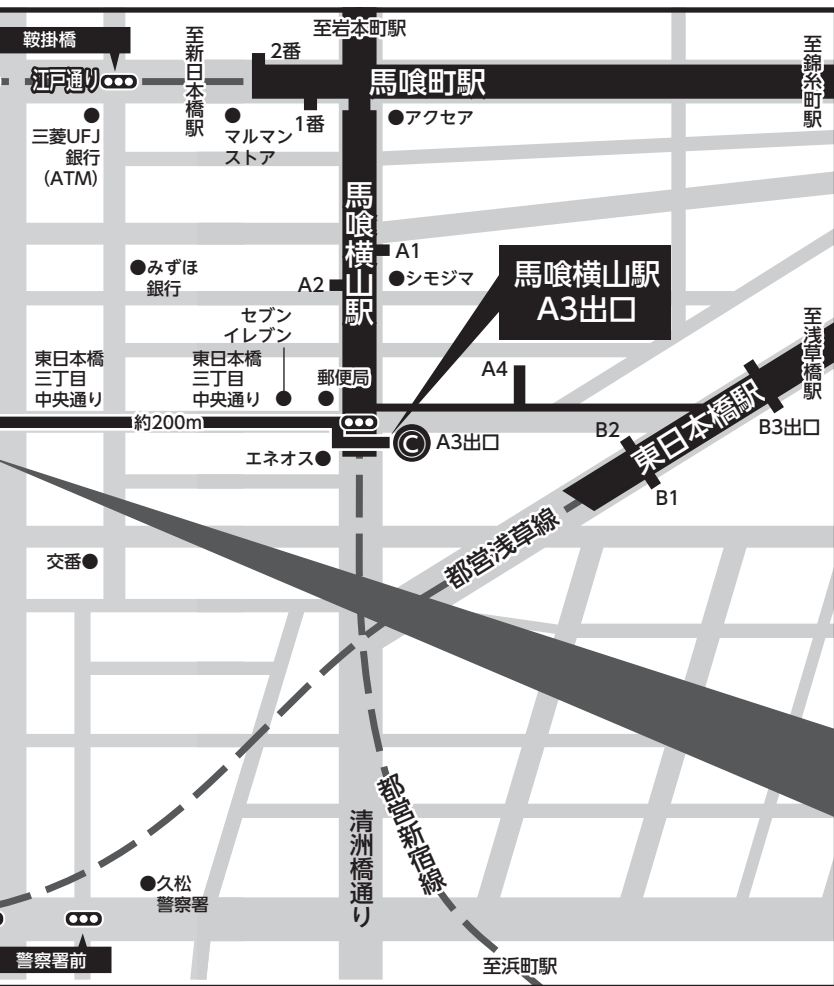 鞍掛橋
至新日本橋駅
至岩本町駅
2番
至錦糸町駅
江戸通り
馬喰町駅
三菱UFJ
銀行
(ATM)
マルマン
ストア
1番
アクセア
馬喰横山駅
A1
みずほ
銀行
A2
シモジマ
馬喰横山駅
A3出口
セブン
イレブン
至浅草橋駅
東日本橋
三丁目
中央通り
東日本橋
三丁目
中央通り
郵便局
A4
約200m
C
A3出口
B2
東日本橋駅
B3出口
エネオス
B1
都営浅草線
交番
都営新宿線
清洲橋通り
久松
警察署
警察署前
至浜町駅